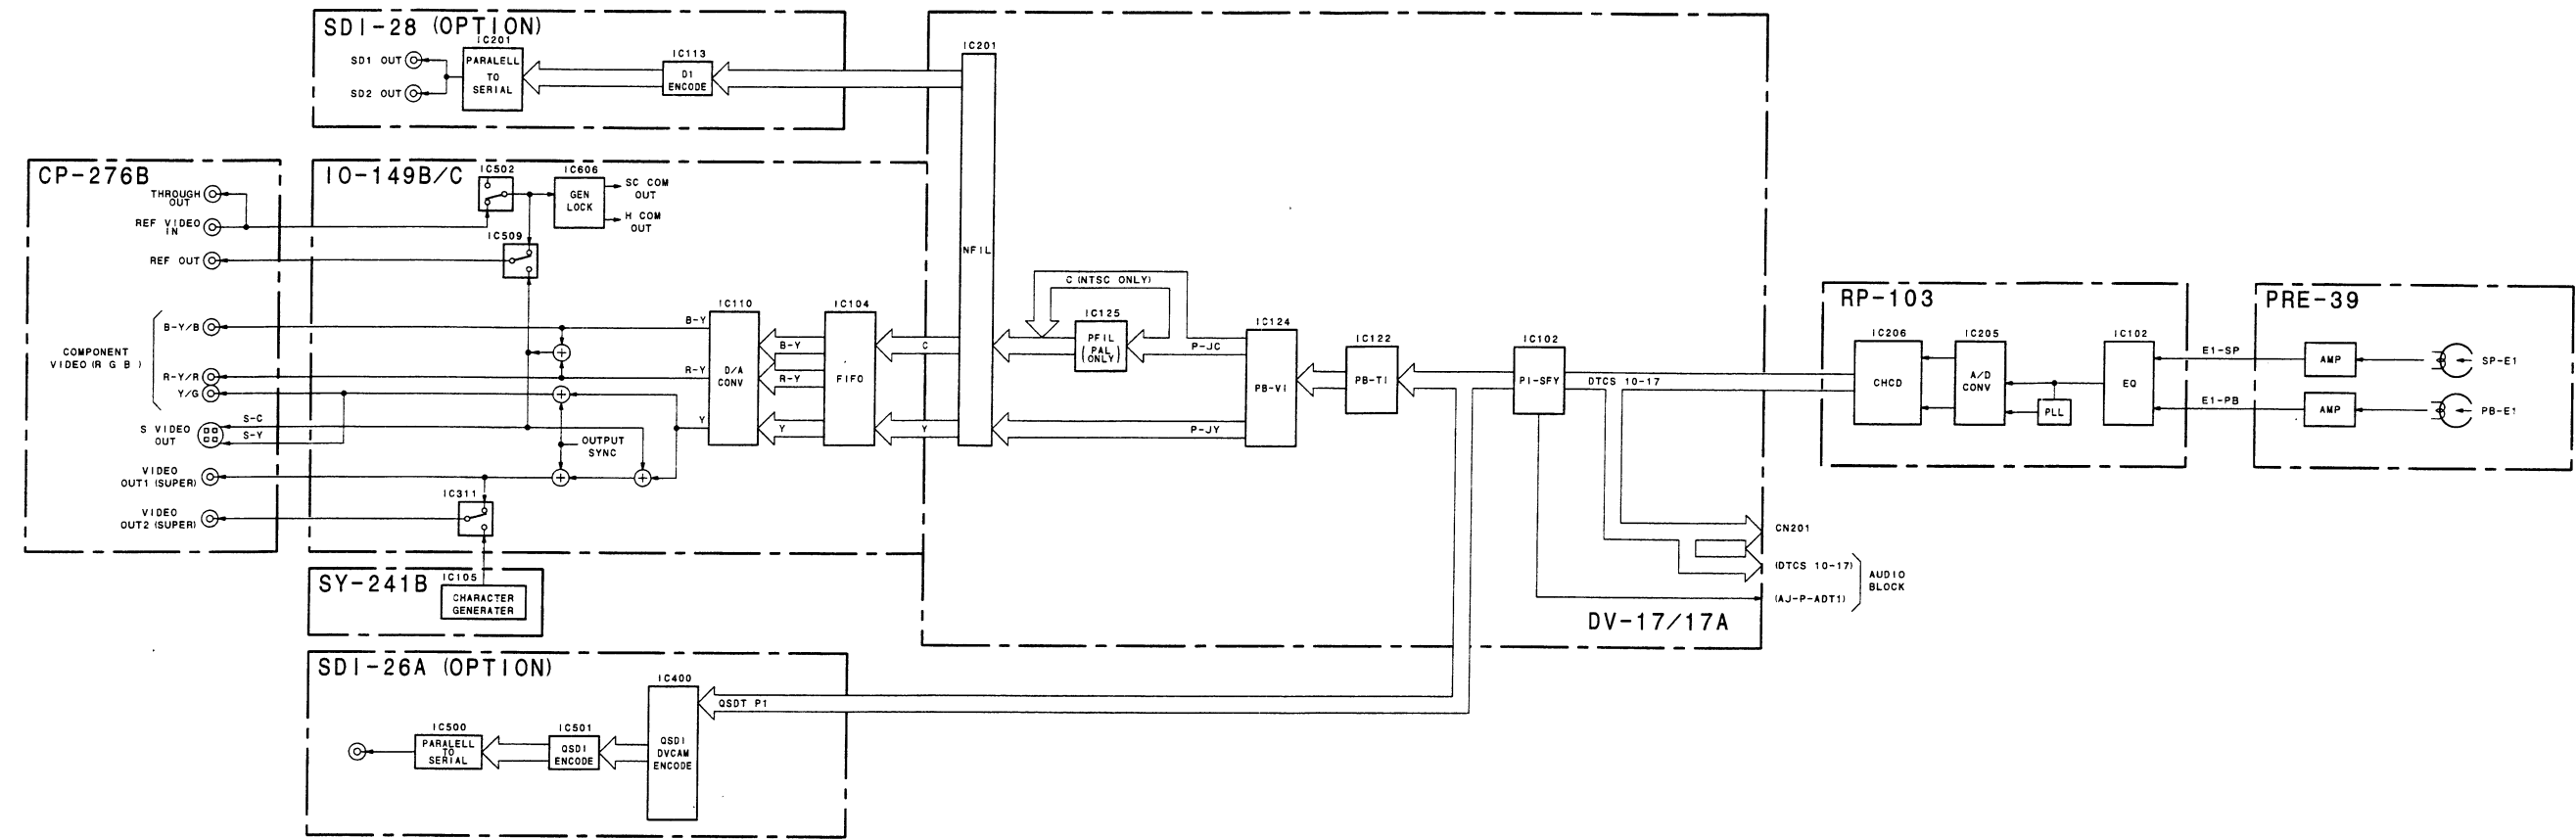 SDI-28 (OPTION)
IC201
SD1 OUT
SD2 OUT
PARALELL
TO
SERIAL
IC113
D1
ENCODE
IC201
NFIL
CP-276B
THROUGH
OUT
REF VIDEO
IN
REF OUT
COMPONENT
VIDEO(R G B )
B-Y/B
R-Y/R
Y/G
S VIDEO
OUT
S-C
S-Y
VIDEO
OUT1 (SUPER)
VIDEO
OUT2 (SUPER)
IO-149B/C
IC502
IC606
GEN
LOCK
SC COM
OUT
H COM
OUT
IC509
IC110
D/A
CONV
B-Y
R-Y
Y
IC104
FIFO
B-Y
R-Y
Y
C
Y
OUTPUT
SYNC
IC311
SY-241B
IC105
CHARACTER
GENERATER
C (NTSC ONLY)
IC125
PFIL
(PAL
ONLY)
P-JC
P-JY
IC124
PB-VI
IC122
PB-TI
IC102
PI-SFY
DTCS 10-17
CN201
(DTCS 10-17)
(AJ-P-ADT1)
AUDIO
BLOCK
DV-17/17A
RP-103
IC206
CHCD
IC205
A/D
CONV
PLL
IC102
EQ
E1-SP
E1-PB
PRE-39
AMP
AMP
SP-E1
PB-E1
SDI-26A (OPTION)
IC400
QSDI
DVCAM
ENCODE
QSDT P1
IC500
PARALELL
TO
SERIAL
IC501
QSDI
ENCODE